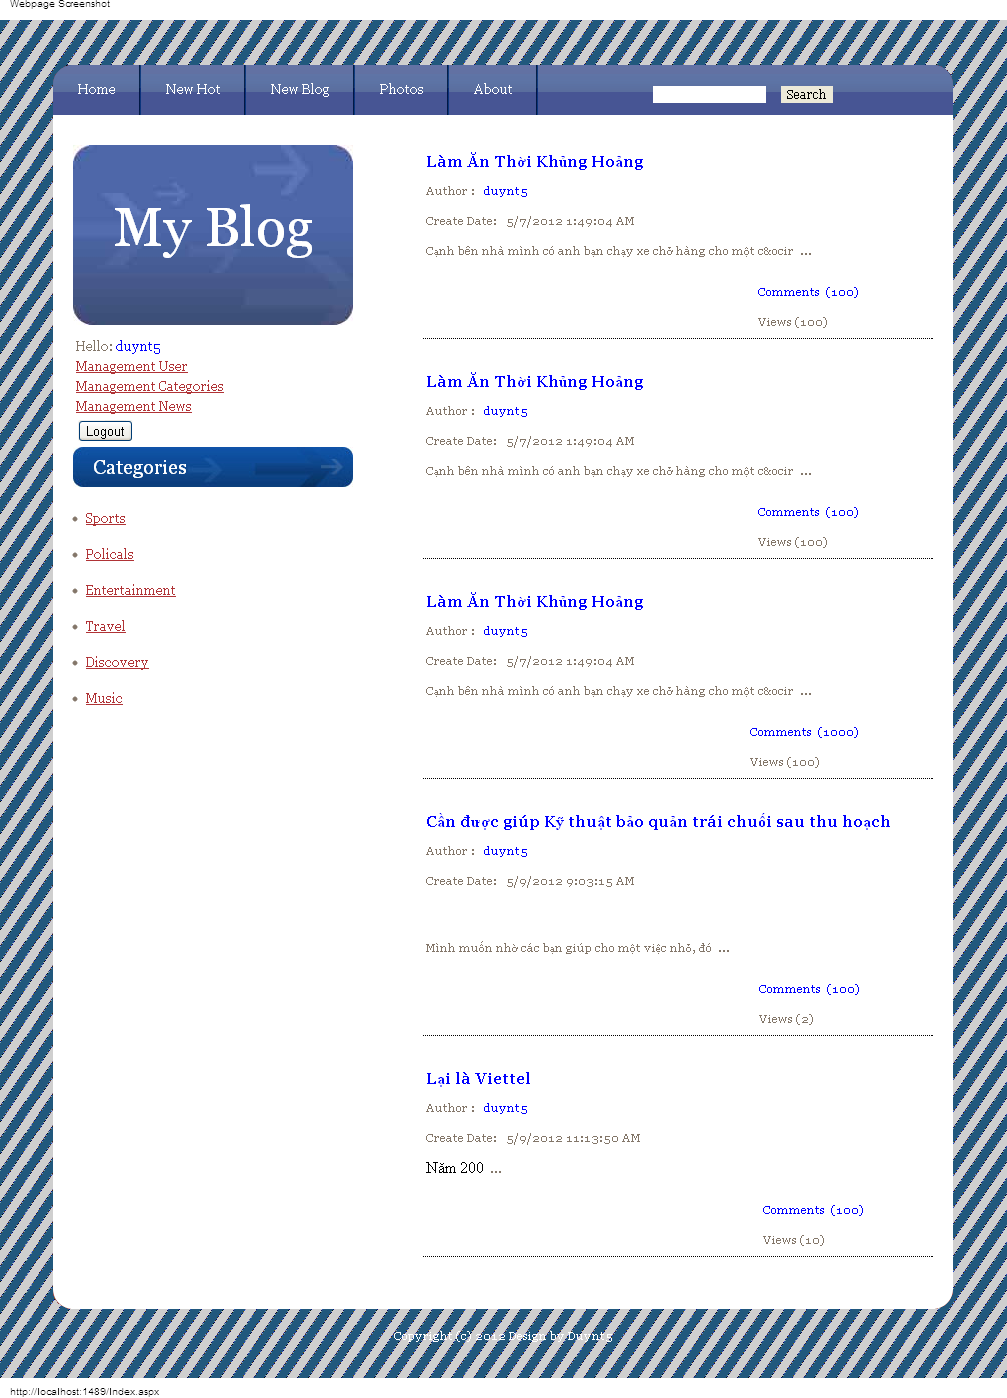 Webpage Screenshot
Home New Hot New Blog Photos About Search
My Blog
Hello: duynt5
Management User
Management Categories
Management News
Logout
Categories
Sports
Policals
Entertainment
Travel
Discovery
Music
Làm Ăn Thời Khủng Hoảng
Author : duynt5
Create Date: 5/7/2012 1:49:04 AM
Cạnh bên nhà mình có anh bạn chạy xe chở hàng cho một c&ocir ...
Comments (100)
Views (100)
Làm Ăn Thời Khủng Hoảng
Author : duynt5
Create Date: 5/7/2012 1:49:04 AM
Cạnh bên nhà mình có anh bạn chạy xe chở hàng cho một c&ocir ...
Comments (100)
Views (100)
Làm Ăn Thời Khủng Hoảng
Author : duynt5
Create Date: 5/7/2012 1:49:04 AM
Cạnh bên nhà mình có anh bạn chạy xe chở hàng cho một c&ocir ...
Comments (1000)
Views (100)
Cần được giúp Kỹ thuật bảo quản trái chuối sau thu hoạch
Author : duynt5
Create Date: 5/9/2012 9:03:15 AM
Mình muốn nhờ các bạn giúp cho một việc nhỏ, đó ...
Comments (100)
Views (2)
Lại là Viettel
Author : duynt5
Create Date: 5/9/2012 11:13:50 AM
Năm 200 ...
Comments (100)
Views (10)
Copyright (c) 2012 Design by Duynt5
http://localhost:1489/Index.aspx